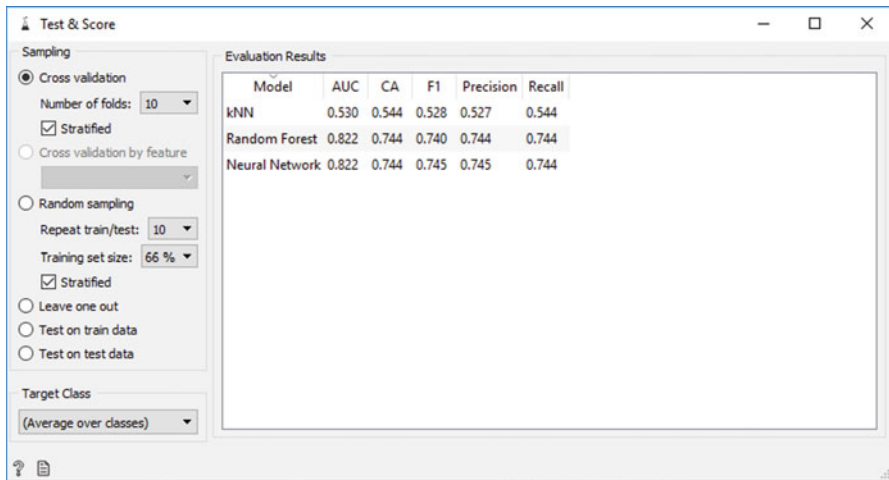 Test & Score
Sampling
Cross validation
Number of folds: 10
Stratified
Cross validation by feature
Random sampling
Repeat train/test: 10
Training set size: 66 %
Stratified
Leave one out
Test on train data
Test on test data
Target Class
(Average over classes)
Evaluation Results
Model AUC CA F1 Precision Recall
kNN 0.530 0.544 0.528 0.527 0.544
Random Forest 0.822 0.744 0.740 0.744 0.744
Neural Network 0.822 0.744 0.745 0.745 0.744
?